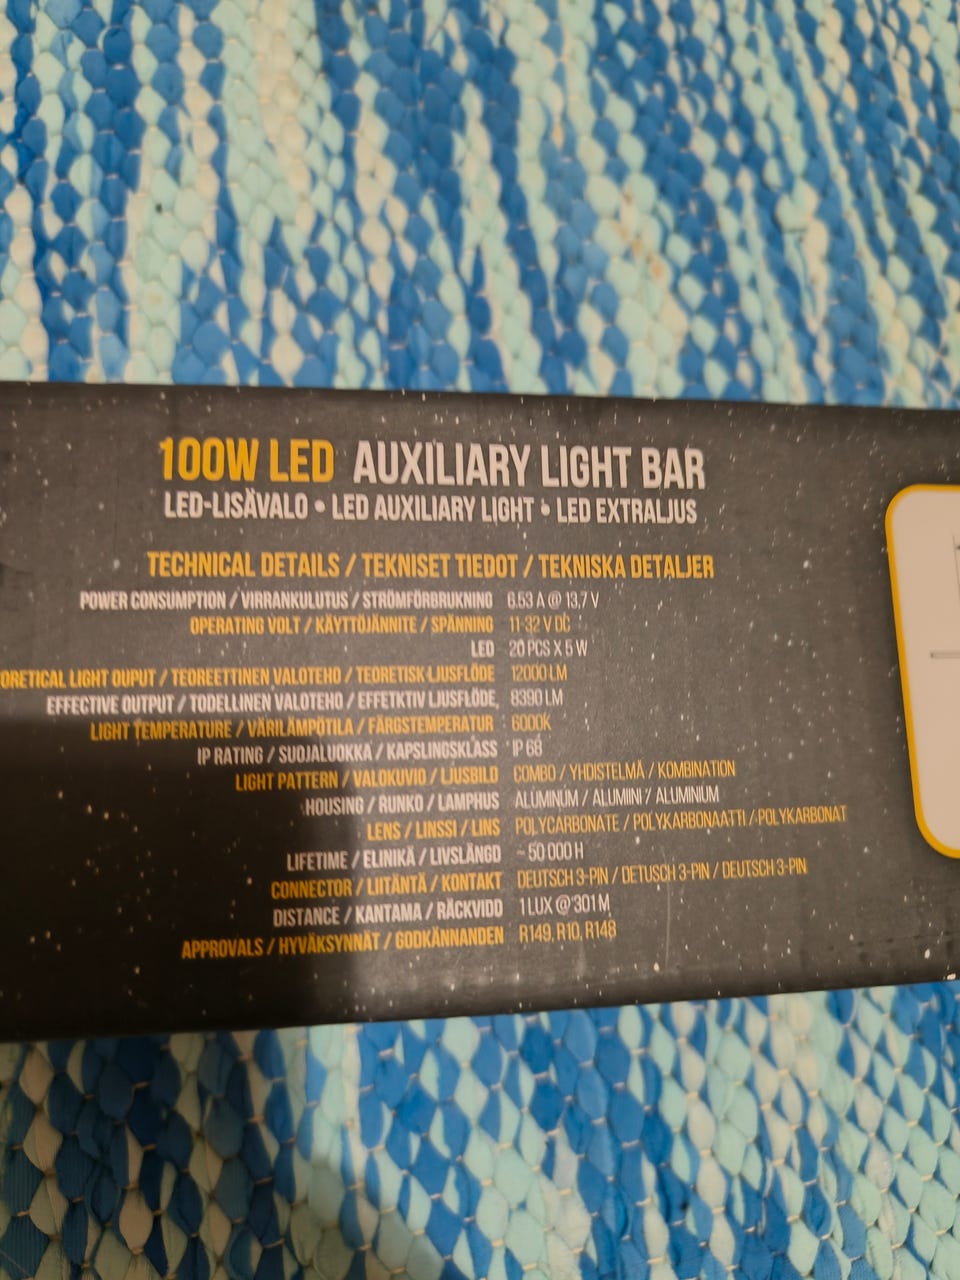 100W LED AUXILIARY LIGHT BAR
LED-LISÄVALO • LED AUXILIARY LIGHT • LED EXTRALJUS
TECHNICAL DETAILS / TEKNISET TIEDOT / TEKNISKA DETALJER
POWER CONSUMPTION / VIRRANKULUTUS / STRÖMFÖRBRUKNING 6.53 A @ 13,7 V
OPERATING VOLT / KÄYTTÖJÄNNITE / SPÄNNING 11-32 V DC
LED 20 PCS X 5 W
ORETICAL LIGHT OUPUT / TEOREETTINEN VALOTEHO / TEORETISK LJUSFLÖDE 12000 LM
EFFECTIVE OUTPUT / TODELLINEN VALOTEHO / EFFETKTIV LJUSFLÖDE, 8390 LM
LIGHT TEMPERATURE / VÄRILÄMPÖTILA / FÄRGSTEMPERATUR 6000K
IP RATING / SUOJALUOKKA / KAPSLINGSKLASS IP 68
LIGHT PATTERN / VALOKUVIO / LJUSBILD COMBO / YHDISTELMÄ / KOMBINATION
HOUSING / RUNKO / LAMPHUS ALUMINUM / ALUMIINI / ALUMINIUM
LENS / LINSSI / LINS POLYCARBONATE / POLYKARBONAATTI / POLYKARBONAT
LIFETIME / ELINIKÄ / LIVSLÄNGD ~ 50 000 H
CONNECTOR / LIITÄNTÄ / KONTAKT DEUTSCH 3-PIN / DETUSCH 3-PIN / DEUTSCH 3-PIN
DISTANCE / KANTAMA / RÄCKVIDD 1 LUX @ 301 M
APPROVALS / HYVÄKSYNNÄT / GODKÄNNANDEN R149, R10, R148